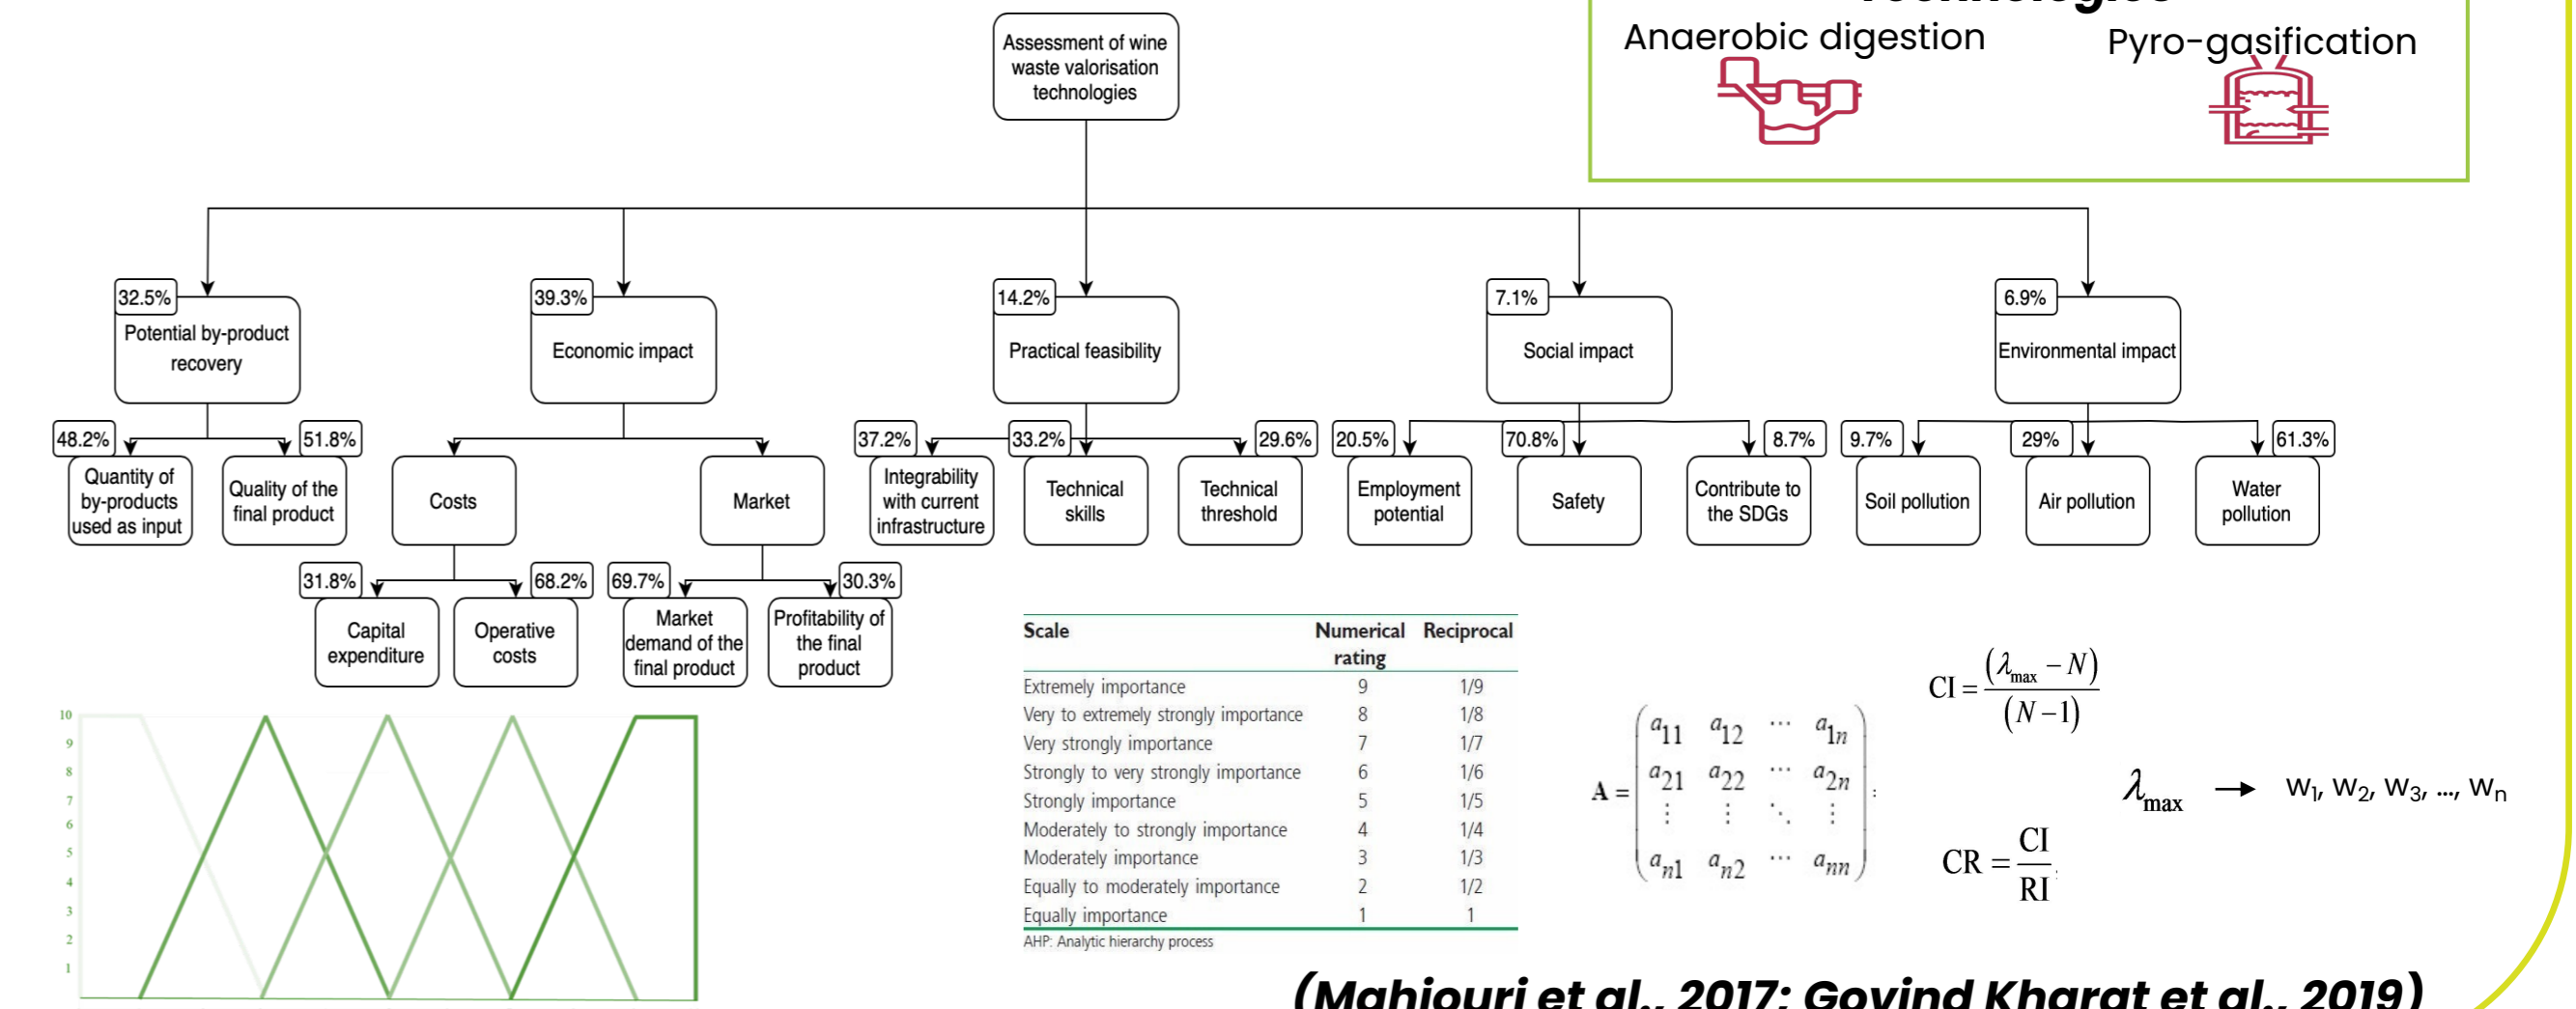 Technologies
Anaerobic digestion
Pyro-gasification
Assessment of wine
waste valorisation
technologies
32.5%
Potential by-product
recovery
39.3%
Economic impact
14.2%
Practical feasibility
7.1%
Social impact
6.9%
Environmental impact
48.2%
Quantity of
by-products
used as input
51.8%
Quality of the
final product
Costs
Market
37.2%
Integrability
with current
infrastructure
33.2%
Technical
skills
29.6%
Technical
threshold
20.5%
Employment
potential
70.8%
Safety
8.7%
Contribute to
the SDGs
9.7%
Soil pollution
29%
Air pollution
61.3%
Water
pollution
31.8%
Capital
expenditure
68.2%
Operative
costs
69.7%
Market
demand of the
final product
30.3%
Profitability of
the final
product
10
9
8
7
6
5
4
3
2
1
Scale Numerical rating Reciprocal
Extremely importance 9 1/9
Very to extremely strongly importance 8 1/8
Very strongly importance 7 1/7
Strongly to very strongly importance 6 1/6
Strongly importance 5 1/5
Moderately to strongly importance 4 1/4
Moderately importance 3 1/3
Equally to moderately importance 2 1/2
Equally importance 1 1
AHP: Analytic hierarchy process
A = ( a11 a12 ⋯ a1n
a21 a22 ⋯ a2n
⋮ ⋮ ⋱ ⋮
an1 an2 ⋯ ann ) :
CI = (λmax − N) / (N − 1)
λmax → w1, w2, w3, ..., wn
CR = CI / RI
(Mahjouri et al., 2017; Govind Kharat et al., 2019)